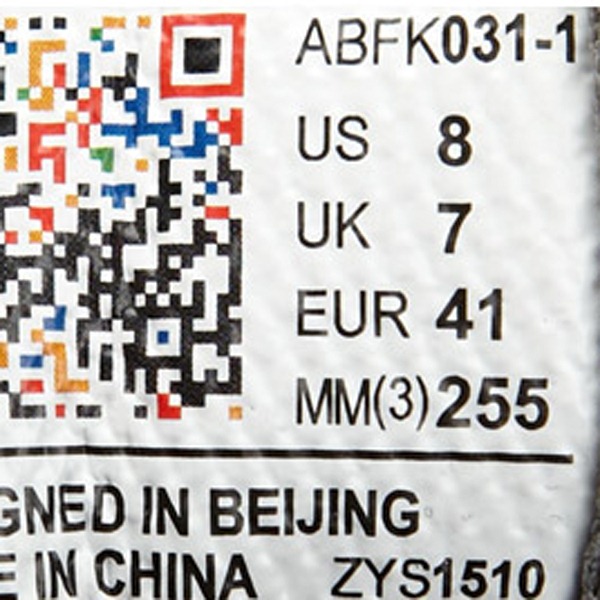 ABFK031-1
US 8
UK 7
EUR 41
MM(3) 255
GNED IN BEIJING
E IN CHINA ZYS1510